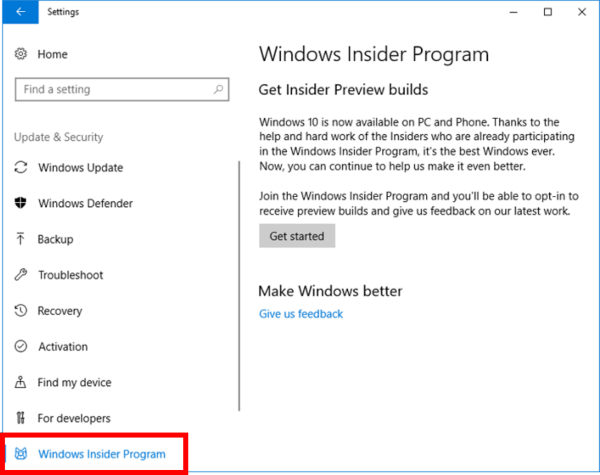 Settings
Home
Find a setting
Update & Security
Windows Update
Windows Defender
Backup
Troubleshoot
Recovery
Activation
Find my device
For developers
Windows Insider Program
Windows Insider Program
Get Insider Preview builds
Windows 10 is now available on PC and Phone. Thanks to the
help and hard work of the Insiders who are already participating
in the Windows Insider Program, it's the best Windows ever.
Now, you can continue to help us make it even better.
Join the Windows Insider Program and you'll be able to opt-in to
receive preview builds and give us feedback on our latest work.
Get started
Make Windows better
Give us feedback